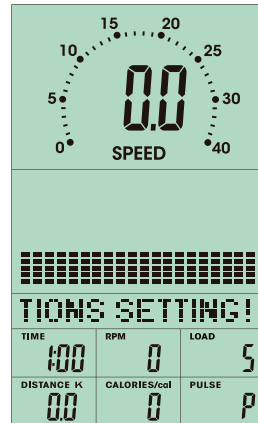 15 20
10 25
0.0
5 30
0 40
SPEED
TIONS SETTING!
TIME RPM LOAD
1:00 0 5
DISTANCE K CALORIES/cal PULSE
0.0 0 P